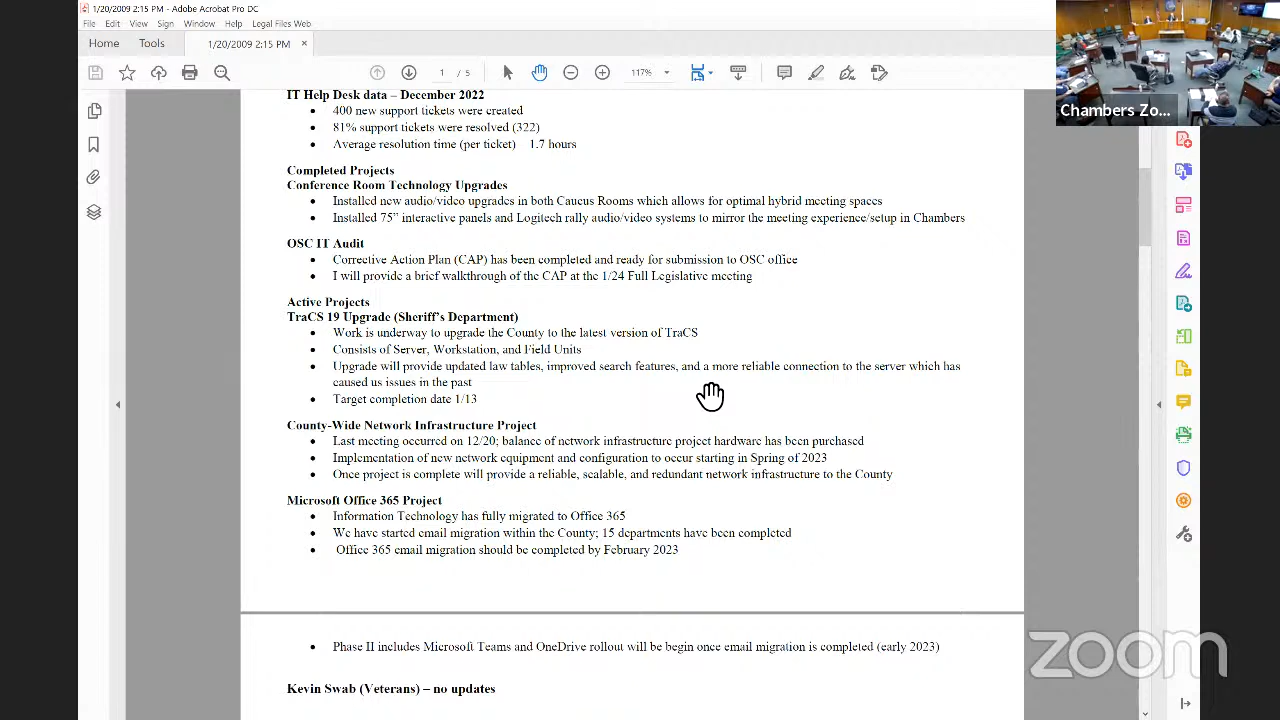 1/20/2009 2:15 PM - Adobe Acrobat Pro DC
File Edit View Sign Window Help Legal Files Web
Home Tools 1/20/2009 2:15 PM ×
1 / 5 117%
Chambers Zo...
IT Help Desk data – December 2022
• 400 new support tickets were created
• 81% support tickets were resolved (322)
• Average resolution time (per ticket) – 1.7 hours
Completed Projects
Conference Room Technology Upgrades
• Installed new audio/video upgrades in both Caucus Rooms which allows for optimal hybrid meeting spaces
• Installed 75” interactive panels and Logitech rally audio/video systems to mirror the meeting experience/setup in Chambers
OSC IT Audit
• Corrective Action Plan (CAP) has been completed and ready for submission to OSC office
• I will provide a brief walkthrough of the CAP at the 1/24 Full Legislative meeting
Active Projects
TraCS 19 Upgrade (Sheriff’s Department)
• Work is underway to upgrade the County to the latest version of TraCS
• Consists of Server, Workstation, and Field Units
• Upgrade will provide updated law tables, improved search features, and a more reliable connection to the server which has
caused us issues in the past
• Target completion date 1/13
County-Wide Network Infrastructure Project
• Last meeting occurred on 12/20; balance of network infrastructure project hardware has been purchased
• Implementation of new network equipment and configuration to occur starting in Spring of 2023
• Once project is complete will provide a reliable, scalable, and redundant network infrastructure to the County
Microsoft Office 365 Project
• Information Technology has fully migrated to Office 365
• We have started email migration within the County; 15 departments have been completed
• Office 365 email migration should be completed by February 2023
• Phase II includes Microsoft Teams and OneDrive rollout will be begin once email migration is completed (early 2023)
Kevin Swab (Veterans) – no updates
zoom